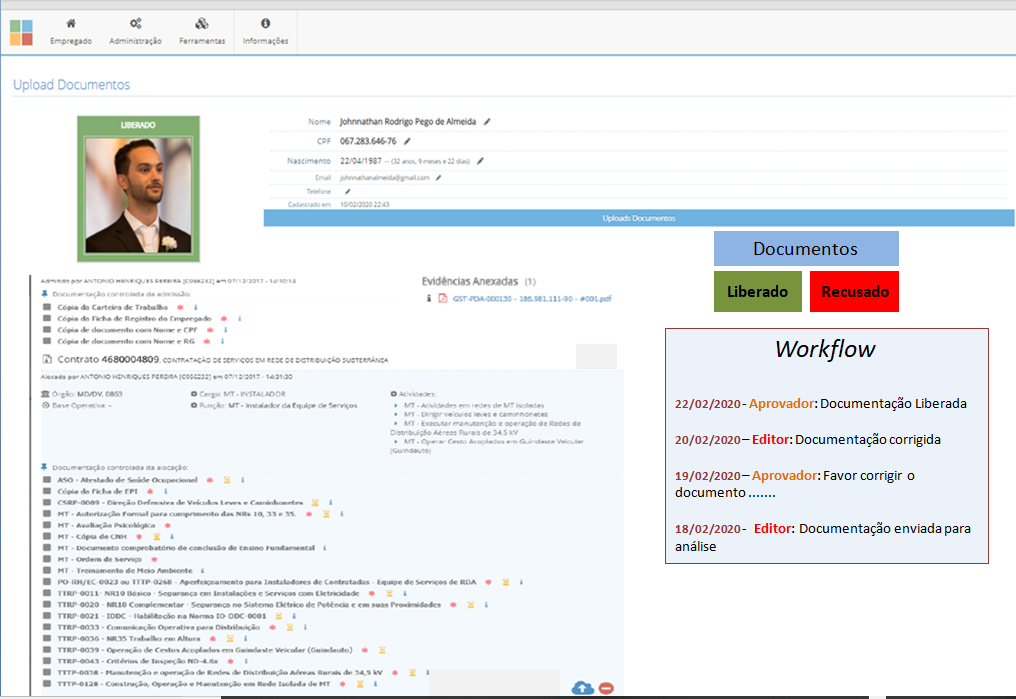 Empregado
Administração
Ferramentas
Informações
Upload Documentos
LIBERADO
Nome Johnnathan Rodrigo Pego de Almeida
CPF 067.283.646-76
Nascimento 22/04/1987 -- (32 anos, 9 meses e 22 dias)
Email johnnathanalmeida@gmail.com
Telefone
Cadastrado em 10/02/2020 22:43
Uploads Documentos
Documentos
Liberado
Recusado
Admitido por ANTONIO HENRIQUES PEREIRA [C056232] em 07/12/2017 - 14:10:14
Documentação controlada da admissão:
Cópia da Carteira de Trabalho
Cópia da Ficha de Registro do Empregado
Cópia de documento com Nome e CPF
Cópia de documento com Nome e RG
Evidências Anexadas (1)
GST-PDA-000130 - 186.981.111-90 - #001.pdf
Contrato 4680004809, CONTRATAÇÃO DE SERVIÇOS EM REDE DE DISTRIBUIÇÃO SUBTERRÂNEA
Alocado por ANTONIO HENRIQUES PEREIRA [C056232] em 07/12/2017 - 14:31:30
Órgão: MD/DV, 0863
Base Operativa: -
Cargo: MT - INSTALADOR
Função: MT - Instalador da Equipe de Serviços
Atividades:
MT - Atividades em redes de MT Isoladas
MT - Dirigir veículos leves e caminhonetes
MT - Executar manutenção e operação de Redes de
Distribuição Aéreas Rurais de 34,5 kV
MT - Operar Cesto Acoplados em Guindaste Veicular
(Guindauto)
Documentação controlada da alocação:
ASO - Atestado de Saúde Ocupacional
Cópia da Ficha de EPI
CSRP-0009 - Direção Defensiva de Veículos Leves e Caminhonetes
MT - Autorização Formal para cumprimento das NRs 10, 33 e 35.
MT - Avaliação Psicológica
MT - Cópia de CNH
MT - Documento comprobatório de conclusão de Ensino Fundamental
MT - Ordem de Serviço
MT - Treinamento de Meio Ambiente
PO-RH/EC-0023 ou TTTP-0268 - Aperfeiçoamento para Instaladores de Contratadas - Equipe de Serviços de RDA
TTRP-0011- NR10 Básico - Segurança em Instalações e Serviços com Eletricidade
TTRP-0020 - NR10 Complementar - Segurança no Sistema Elétrico de Potência e em suas Proximidades
TTRP-0021 - IDDC - Habilitação na Norma IO-DDC-0001
TTRP-0033 - Comunicação Operativa para Distribuição
TTRP-0036 - NR35 Trabalho em Altura
TTRP-0039 - Operação de Cestos Acoplados em Guindaste Veicular (Guindauto)
TTRP-0043 - Critérios de Inspeção ND-4.6x
TTTP-0038 - Manutenção e operação de Redes de Distribuição Aéreas Rurais de 34,5 kV
TTTP-0128 - Construção, Operação e Manutenção em Rede Isolada de MT
Workflow
22/02/2020 - Aprovador: Documentação Liberada
20/02/2020 – Editor: Documentação corrigida
19/02/2020 – Aprovador: Favor corrigir o
documento .......
18/02/2020 - Editor: Documentação enviada para
análise